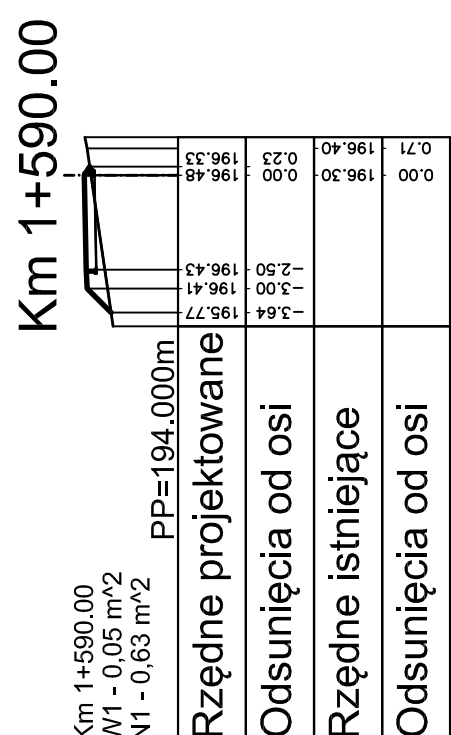 Km 1+590.00
Km 1+590.00
W1 - 0,05 m^2
N1 - 0,63 m^2
PP=194.000m
Rzędne projektowane
195.77 196.41 196.43 196.48 196.33
Odsunięcia od osi
-3.64 -3.00 -2.50 0.00 0.23
Rzędne istniejące
196.30 196.40
Odsunięcia od osi
0.00 0.71